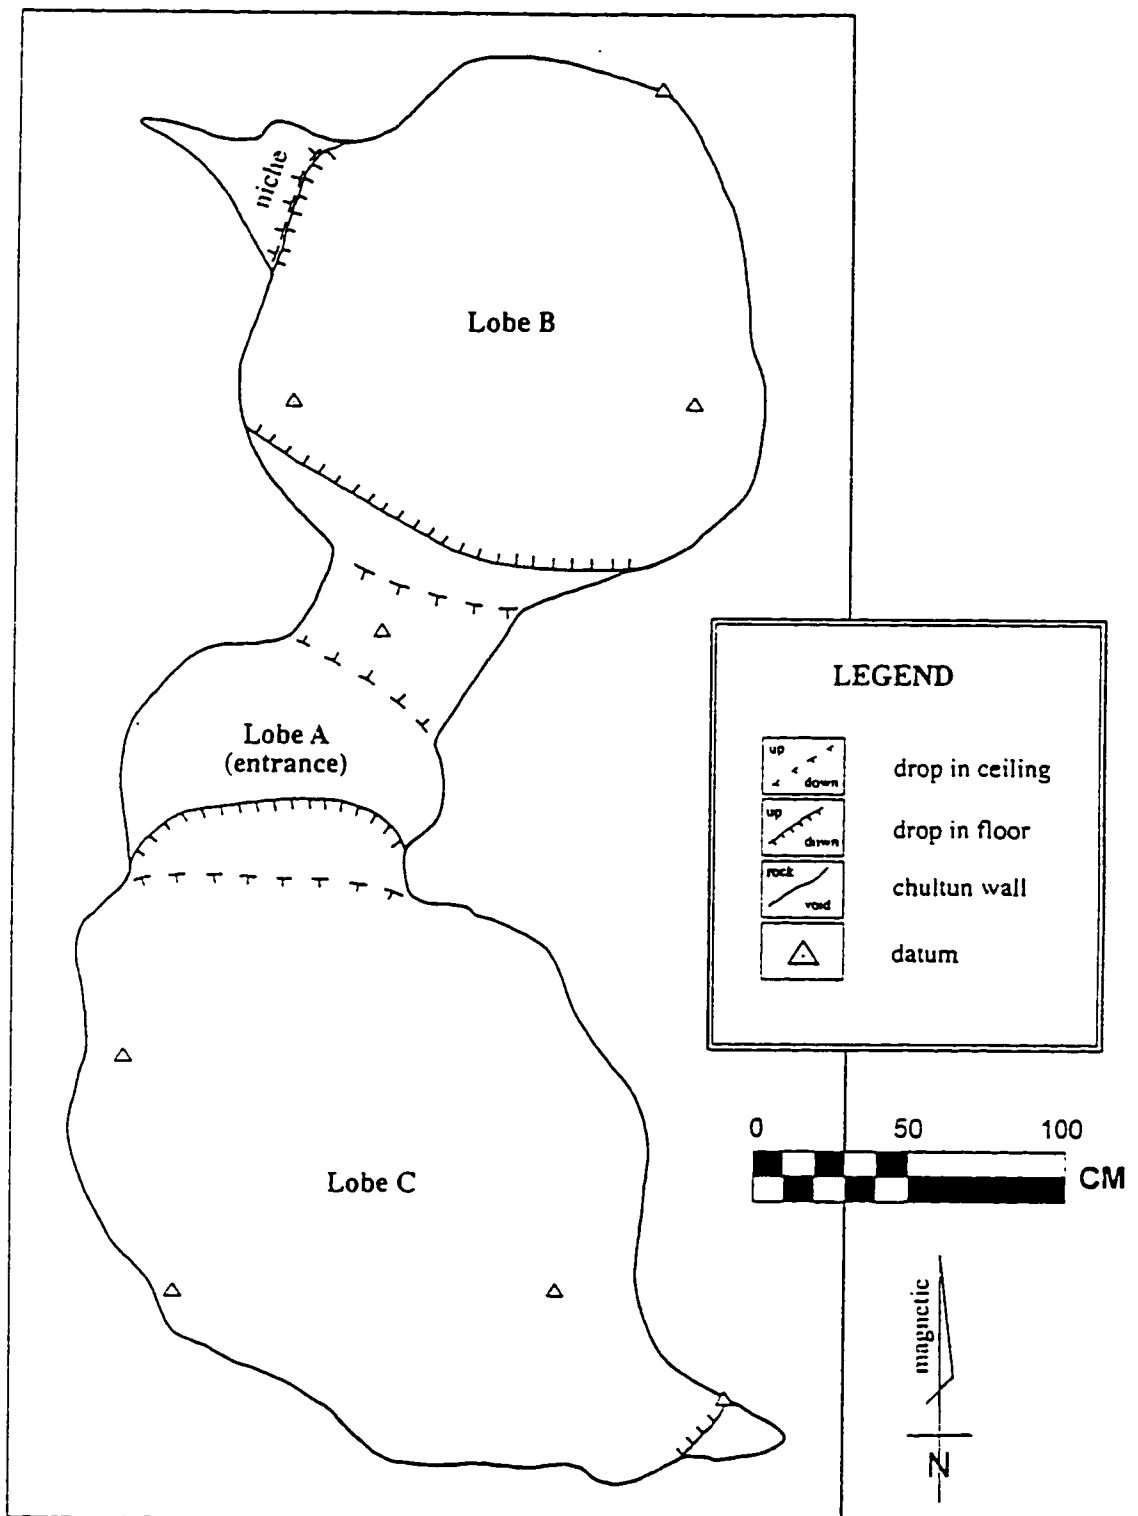 niche
Lobe B
Lobe A
(entrance)
Lobe C
LEGEND
up
down
drop in ceiling
up
down
drop in floor
rock
void
chultun wall
datum
0 50 100
CM
magnetic
N